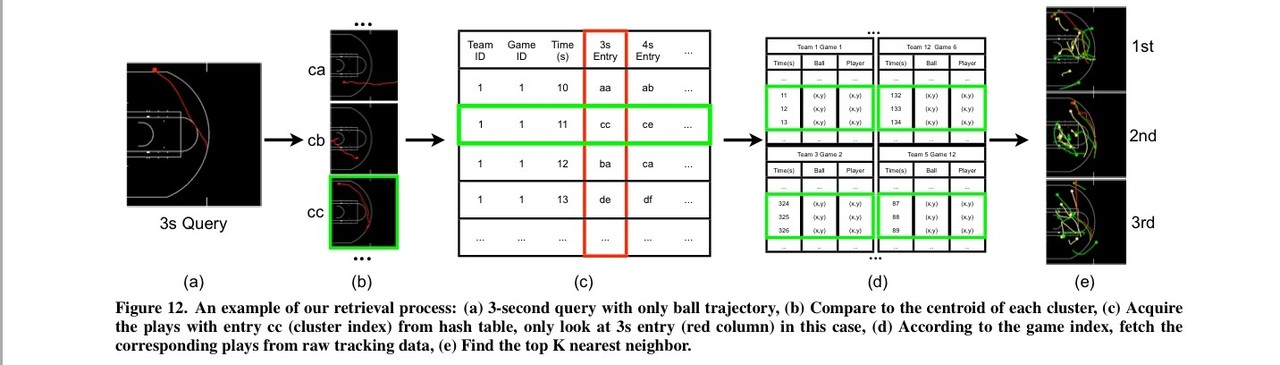 3s Query
(a)
...
ca
cb
cc
...
(b)
Team ID Game ID Time (s) 3s Entry 4s Entry ...
1 1 10 aa ab ...
1 1 11 cc ce ...
1 1 12 ba ca ...
1 1 13 de df ...
... ... ... ... ... ...
(c)
...
Team 1 Game 1
Time(s) Ball Player
... ... ...
11 (x,y) (x,y)
12 (x,y) (x,y)
13 (x,y) (x,y)
... ... ...
Team 12 Game 6
Time(s) Ball Player
... ... ...
132 (x,y) (x,y)
133 (x,y) (x,y)
134 (x,y) (x,y)
... ... ...
Team 3 Game 2
Time(s) Ball Player
... ... ...
324 (x,y) (x,y)
325 (x,y) (x,y)
326 (x,y) (x,y)
... ... ...
Team 5 Game 12
Time(s) Ball Player
... ... ...
87 (x,y) (x,y)
88 (x,y) (x,y)
89 (x,y) (x,y)
... ... ...
...
(d)
1st
2nd
3rd
(e)
Figure 12. An example of our retrieval process: (a) 3-second query with only ball trajectory, (b) Compare to the centroid of each cluster, (c) Acquire
the plays with entry cc (cluster index) from hash table, only look at 3s entry (red column) in this case, (d) According to the game index, fetch the
corresponding plays from raw tracking data, (e) Find the top K nearest neighbor.